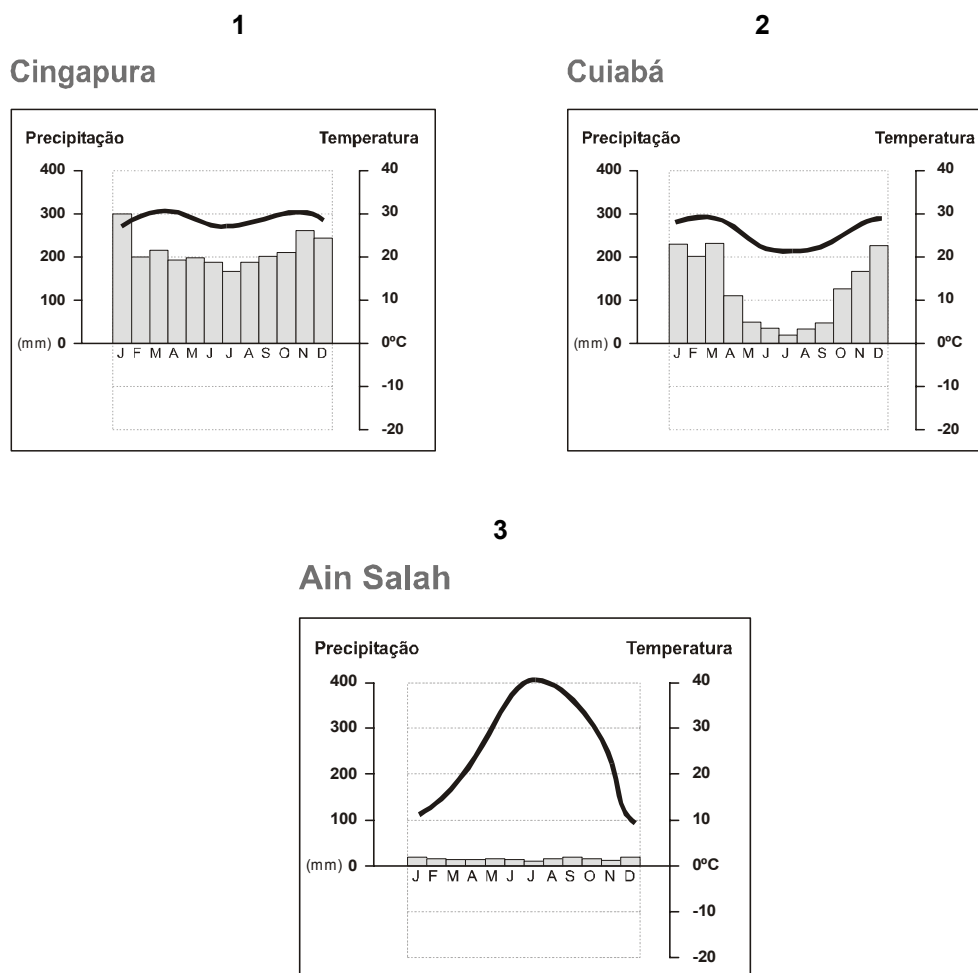 1
Cingapura
Precipitação Temperatura
400 40
300 30
200 20
100 10
(mm) 0 0ºC
J F M A M J J A S O N D
-10
-20
2
Cuiabá
Precipitação Temperatura
400 40
300 30
200 20
100 10
(mm) 0 0ºC
J F M A M J J A S O N D
-10
-20
3
Ain Salah
Precipitação Temperatura
400 40
300 30
200 20
100 10
(mm) 0 0ºC
J F M A M J J A S O N D
-10
-20